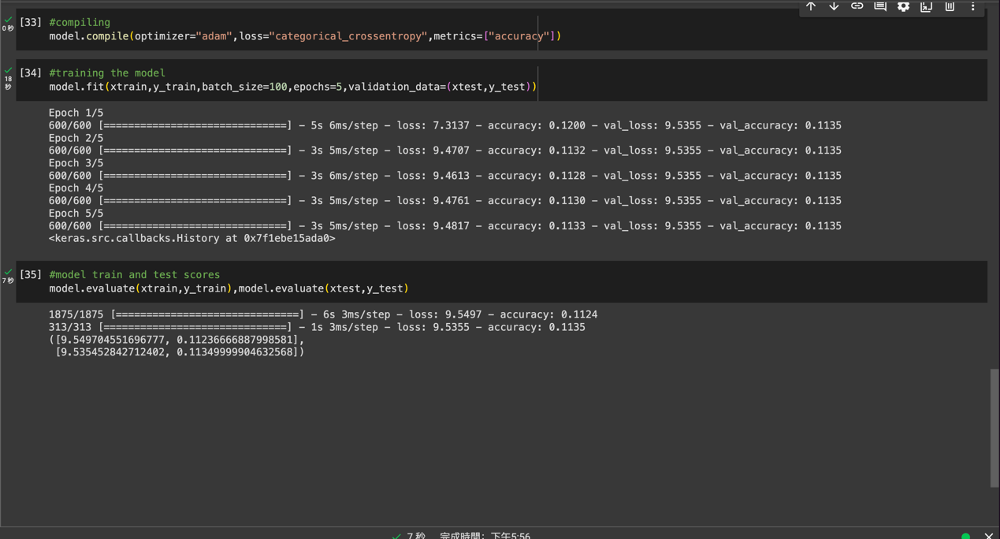 [33] #compiling
0 秒 model.compile(optimizer="adam",loss="categorical_crossentropy",metrics=["accuracy"])
[34] #training the model
18 秒 model.fit(xtrain,y_train,batch_size=100,epochs=5,validation_data=(xtest,y_test))
Epoch 1/5
600/600 [==============================] - 5s 6ms/step - loss: 7.3137 - accuracy: 0.1200 - val_loss: 9.5355 - val_accuracy: 0.1135
Epoch 2/5
600/600 [==============================] - 3s 5ms/step - loss: 9.4707 - accuracy: 0.1132 - val_loss: 9.5355 - val_accuracy: 0.1135
Epoch 3/5
600/600 [==============================] - 3s 6ms/step - loss: 9.4613 - accuracy: 0.1128 - val_loss: 9.5355 - val_accuracy: 0.1135
Epoch 4/5
600/600 [==============================] - 3s 5ms/step - loss: 9.4761 - accuracy: 0.1130 - val_loss: 9.5355 - val_accuracy: 0.1135
Epoch 5/5
600/600 [==============================] - 3s 5ms/step - loss: 9.4817 - accuracy: 0.1133 - val_loss: 9.5355 - val_accuracy: 0.1135
<keras.src.callbacks.History at 0x7f1ebe15ada0>
[35] #model train and test scores
7 秒 model.evaluate(xtrain,y_train),model.evaluate(xtest,y_test)
1875/1875 [==============================] - 6s 3ms/step - loss: 9.5497 - accuracy: 0.1124
313/313 [==============================] - 1s 3ms/step - loss: 9.5355 - accuracy: 0.1135
([9.549704551696777, 0.11236666887998581],
[9.535452842712402, 0.11349999904632568])
7 秒 完成時間：下午5:56